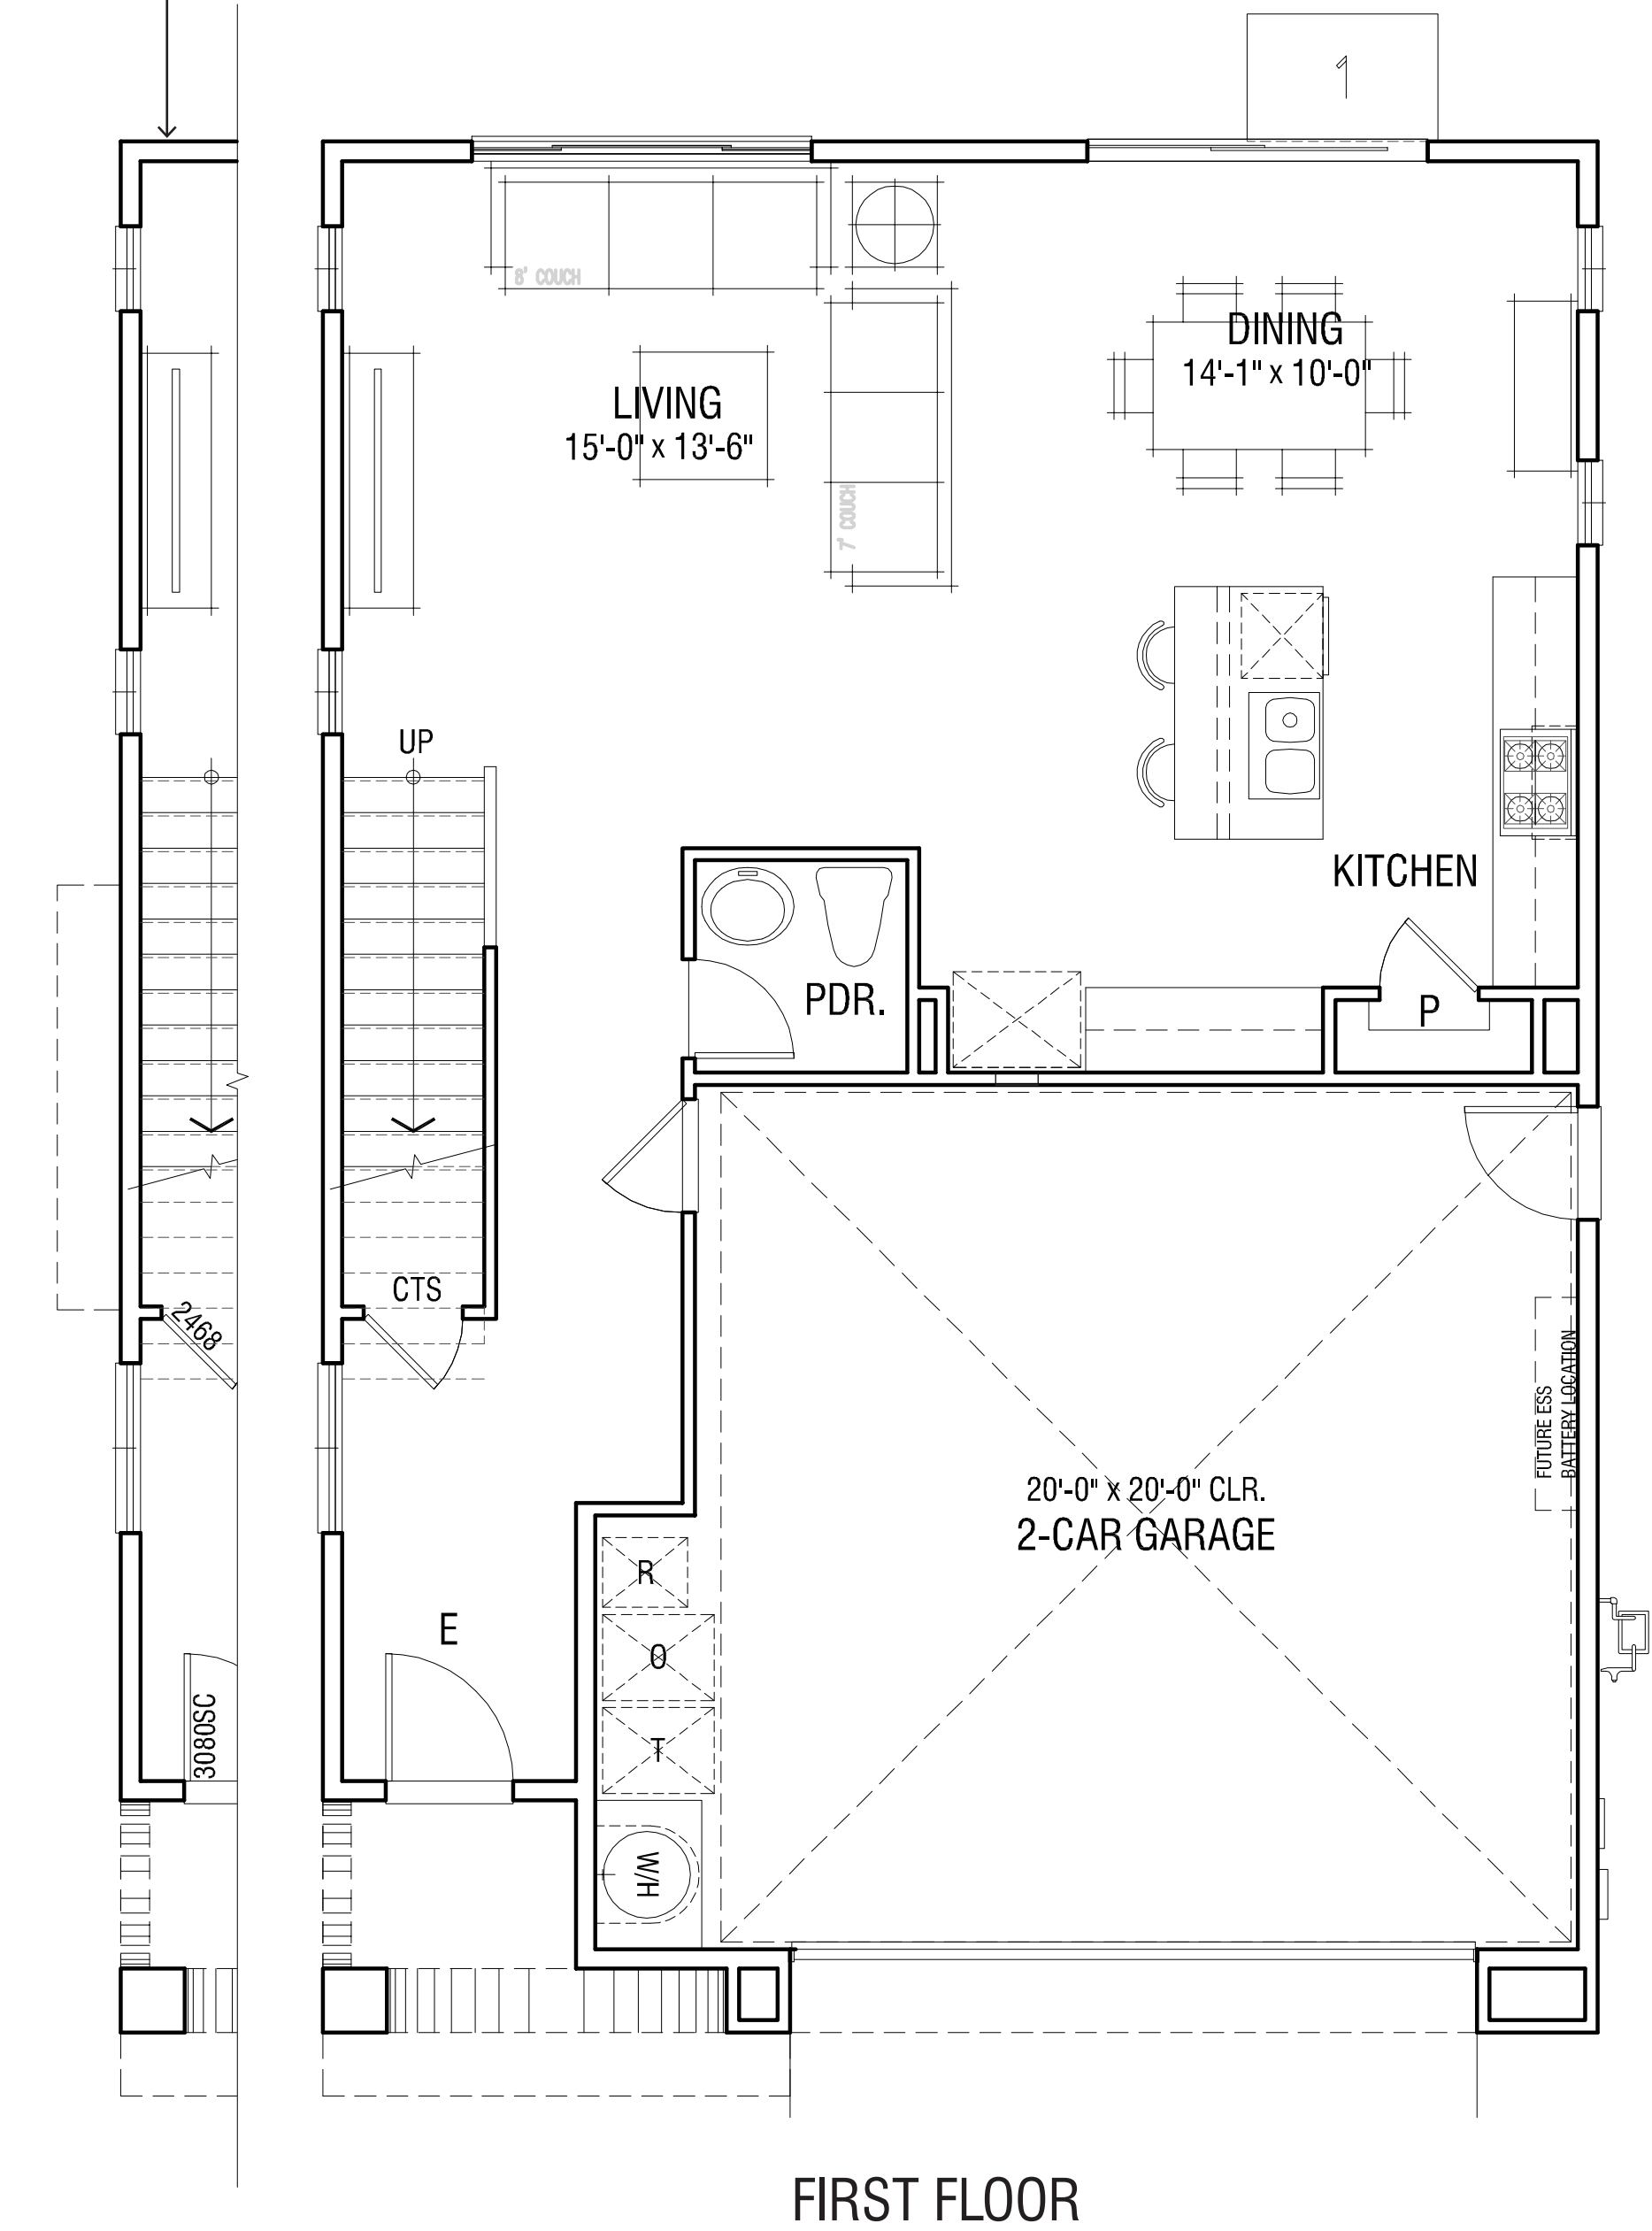 1
8' COUCH
DINING
14'-1" x 10'-0"
LIVING
15'-0" x 13'-6"
7' COUCH
UP
KITCHEN
PDR.
P
CTS
2468
FUTURE ESS
BATTERY LOCATION
20'-0" x 20'-0" CLR.
2-CAR GARAGE
R
E
O
3080SC
T
W/H
FIRST FLOOR